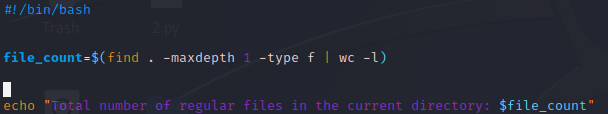 #!/bin/bash
Trash 2.py
file_count=$(find . -maxdepth 1 -type f | wc -l)
echo "Total number of regular files in the current directory: $file_count"